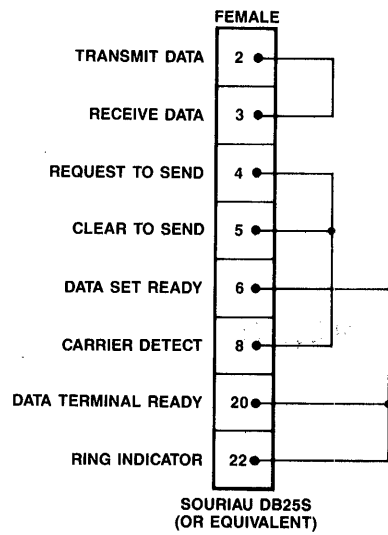 FEMALE
TRANSMIT DATA 2
RECEIVE DATA 3
REQUEST TO SEND 4
CLEAR TO SEND 5
DATA SET READY 6
CARRIER DETECT 8
DATA TERMINAL READY 20
RING INDICATOR 22
SOURIAU DB25S
(OR EQUIVALENT)